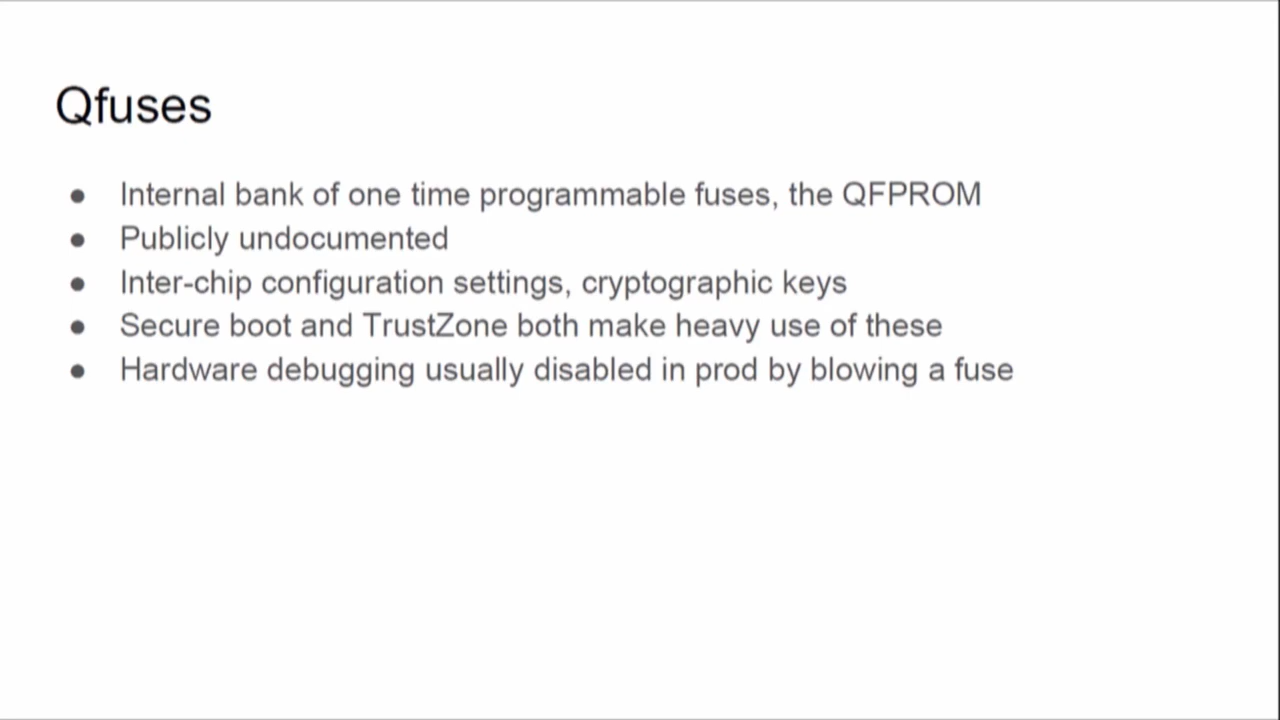 Qfuses
● Internal bank of one time programmable fuses, the QFPROM
● Publicly undocumented
● Inter-chip configuration settings, cryptographic keys
● Secure boot and TrustZone both make heavy use of these
● Hardware debugging usually disabled in prod by blowing a fuse